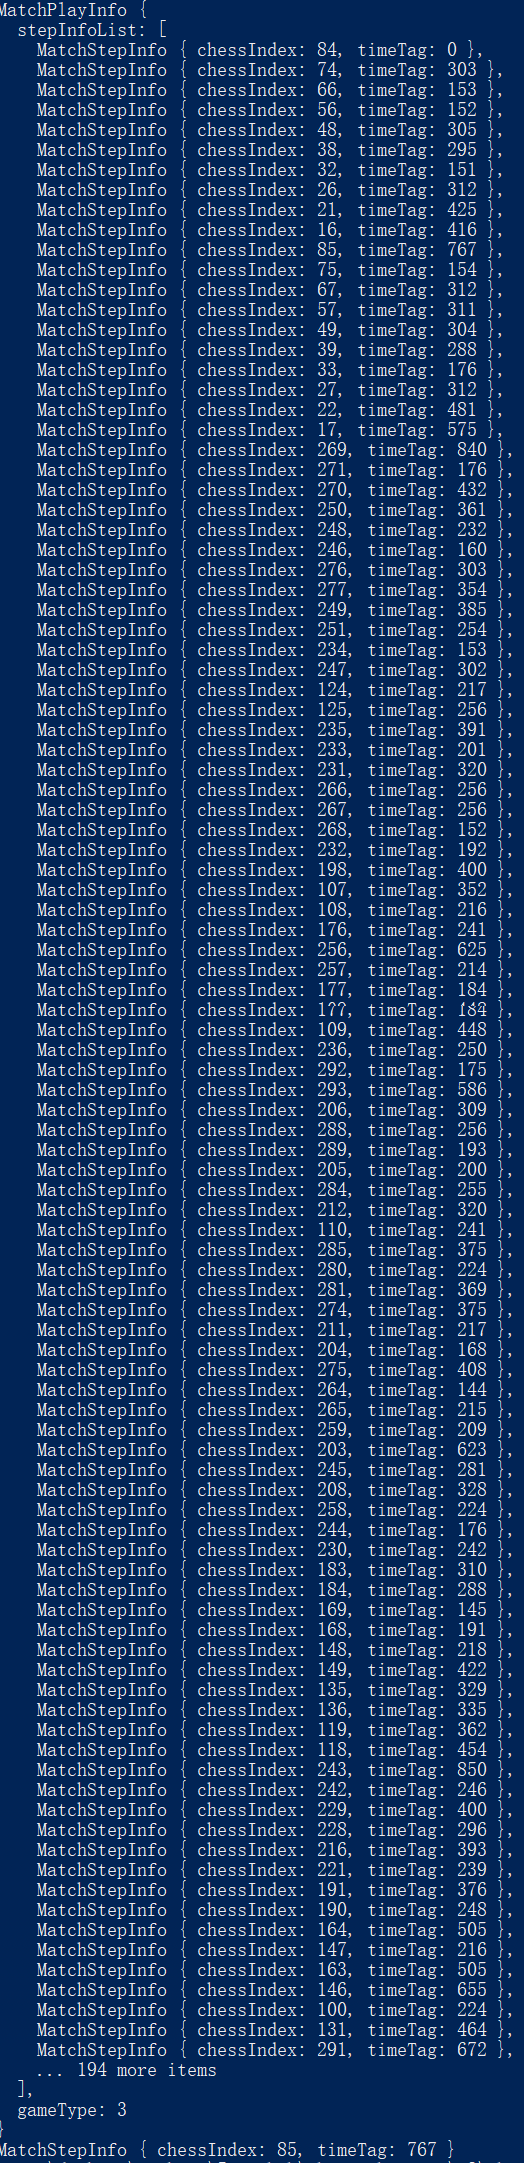 MatchPlayInfo {
stepInfoList: [
MatchStepInfo { chessIndex: 84, timeTag: 0 },
MatchStepInfo { chessIndex: 74, timeTag: 303 },
MatchStepInfo { chessIndex: 66, timeTag: 153 },
MatchStepInfo { chessIndex: 56, timeTag: 152 },
MatchStepInfo { chessIndex: 48, timeTag: 305 },
MatchStepInfo { chessIndex: 38, timeTag: 295 },
MatchStepInfo { chessIndex: 32, timeTag: 151 },
MatchStepInfo { chessIndex: 26, timeTag: 312 },
MatchStepInfo { chessIndex: 21, timeTag: 425 },
MatchStepInfo { chessIndex: 16, timeTag: 416 },
MatchStepInfo { chessIndex: 85, timeTag: 767 },
MatchStepInfo { chessIndex: 75, timeTag: 154 },
MatchStepInfo { chessIndex: 67, timeTag: 312 },
MatchStepInfo { chessIndex: 57, timeTag: 311 },
MatchStepInfo { chessIndex: 49, timeTag: 304 },
MatchStepInfo { chessIndex: 39, timeTag: 288 },
MatchStepInfo { chessIndex: 33, timeTag: 176 },
MatchStepInfo { chessIndex: 27, timeTag: 312 },
MatchStepInfo { chessIndex: 22, timeTag: 481 },
MatchStepInfo { chessIndex: 17, timeTag: 575 },
MatchStepInfo { chessIndex: 269, timeTag: 840 },
MatchStepInfo { chessIndex: 271, timeTag: 176 },
MatchStepInfo { chessIndex: 270, timeTag: 432 },
MatchStepInfo { chessIndex: 250, timeTag: 361 },
MatchStepInfo { chessIndex: 248, timeTag: 232 },
MatchStepInfo { chessIndex: 246, timeTag: 160 },
MatchStepInfo { chessIndex: 276, timeTag: 303 },
MatchStepInfo { chessIndex: 277, timeTag: 354 },
MatchStepInfo { chessIndex: 249, timeTag: 385 },
MatchStepInfo { chessIndex: 251, timeTag: 254 },
MatchStepInfo { chessIndex: 234, timeTag: 153 },
MatchStepInfo { chessIndex: 247, timeTag: 302 },
MatchStepInfo { chessIndex: 124, timeTag: 217 },
MatchStepInfo { chessIndex: 125, timeTag: 256 },
MatchStepInfo { chessIndex: 235, timeTag: 391 },
MatchStepInfo { chessIndex: 233, timeTag: 201 },
MatchStepInfo { chessIndex: 231, timeTag: 320 },
MatchStepInfo { chessIndex: 266, timeTag: 256 },
MatchStepInfo { chessIndex: 267, timeTag: 256 },
MatchStepInfo { chessIndex: 268, timeTag: 152 },
MatchStepInfo { chessIndex: 232, timeTag: 192 },
MatchStepInfo { chessIndex: 198, timeTag: 400 },
MatchStepInfo { chessIndex: 107, timeTag: 352 },
MatchStepInfo { chessIndex: 108, timeTag: 216 },
MatchStepInfo { chessIndex: 176, timeTag: 241 },
MatchStepInfo { chessIndex: 256, timeTag: 625 },
MatchStepInfo { chessIndex: 257, timeTag: 214 },
MatchStepInfo { chessIndex: 177, timeTag: 184 },
MatchStepInfo { chessIndex: 177, timeTag: 184 },
MatchStepInfo { chessIndex: 109, timeTag: 448 },
MatchStepInfo { chessIndex: 236, timeTag: 250 },
MatchStepInfo { chessIndex: 292, timeTag: 175 },
MatchStepInfo { chessIndex: 293, timeTag: 586 },
MatchStepInfo { chessIndex: 206, timeTag: 309 },
MatchStepInfo { chessIndex: 288, timeTag: 256 },
MatchStepInfo { chessIndex: 289, timeTag: 193 },
MatchStepInfo { chessIndex: 205, timeTag: 200 },
MatchStepInfo { chessIndex: 284, timeTag: 255 },
MatchStepInfo { chessIndex: 212, timeTag: 320 },
MatchStepInfo { chessIndex: 110, timeTag: 241 },
MatchStepInfo { chessIndex: 285, timeTag: 375 },
MatchStepInfo { chessIndex: 280, timeTag: 224 },
MatchStepInfo { chessIndex: 281, timeTag: 369 },
MatchStepInfo { chessIndex: 274, timeTag: 375 },
MatchStepInfo { chessIndex: 211, timeTag: 217 },
MatchStepInfo { chessIndex: 204, timeTag: 168 },
MatchStepInfo { chessIndex: 275, timeTag: 408 },
MatchStepInfo { chessIndex: 264, timeTag: 144 },
MatchStepInfo { chessIndex: 265, timeTag: 215 },
MatchStepInfo { chessIndex: 259, timeTag: 209 },
MatchStepInfo { chessIndex: 203, timeTag: 623 },
MatchStepInfo { chessIndex: 245, timeTag: 281 },
MatchStepInfo { chessIndex: 208, timeTag: 328 },
MatchStepInfo { chessIndex: 258, timeTag: 224 },
MatchStepInfo { chessIndex: 244, timeTag: 176 },
MatchStepInfo { chessIndex: 230, timeTag: 242 },
MatchStepInfo { chessIndex: 183, timeTag: 310 },
MatchStepInfo { chessIndex: 184, timeTag: 288 },
MatchStepInfo { chessIndex: 169, timeTag: 145 },
MatchStepInfo { chessIndex: 168, timeTag: 191 },
MatchStepInfo { chessIndex: 148, timeTag: 218 },
MatchStepInfo { chessIndex: 149, timeTag: 422 },
MatchStepInfo { chessIndex: 135, timeTag: 329 },
MatchStepInfo { chessIndex: 136, timeTag: 335 },
MatchStepInfo { chessIndex: 119, timeTag: 362 },
MatchStepInfo { chessIndex: 118, timeTag: 454 },
MatchStepInfo { chessIndex: 243, timeTag: 850 },
MatchStepInfo { chessIndex: 242, timeTag: 246 },
MatchStepInfo { chessIndex: 229, timeTag: 400 },
MatchStepInfo { chessIndex: 228, timeTag: 296 },
MatchStepInfo { chessIndex: 216, timeTag: 393 },
MatchStepInfo { chessIndex: 221, timeTag: 239 },
MatchStepInfo { chessIndex: 191, timeTag: 376 },
MatchStepInfo { chessIndex: 190, timeTag: 248 },
MatchStepInfo { chessIndex: 164, timeTag: 505 },
MatchStepInfo { chessIndex: 147, timeTag: 216 },
MatchStepInfo { chessIndex: 163, timeTag: 505 },
MatchStepInfo { chessIndex: 146, timeTag: 655 },
MatchStepInfo { chessIndex: 100, timeTag: 224 },
MatchStepInfo { chessIndex: 131, timeTag: 464 },
MatchStepInfo { chessIndex: 291, timeTag: 672 },
... 194 more items
],
gameType: 3
}
MatchStepInfo { chessIndex: 85, timeTag: 767 }